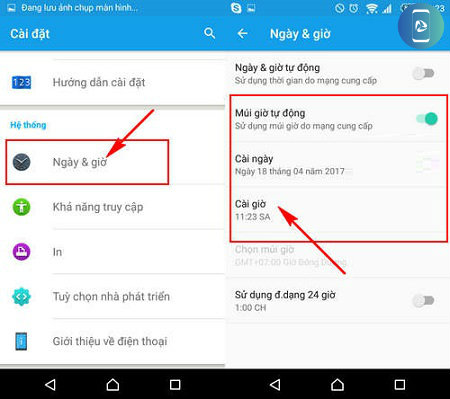 Đang lưu ảnh chụp màn hình...
Cài đặt
123
Hướng dẫn cài đặt
Hệ thống
Ngày & giờ
Khả năng truy cập
In
Tuỳ chọn nhà phát triển
Giới thiệu về điện thoại
23
Ngày & giờ
Ngày & giờ tự động
Sử dụng thời gian do mạng cung cấp
Múi giờ tự động
Sử dụng múi giờ do mạng cung cấp
Cài ngày
Ngày 18 tháng 04 năm 2017
Cài giờ
11:23 SA
Chọn múi giờ
GMT+07:00 Giờ Đông Dương
Sử dụng đ.dạng 24 giờ
1:00 CH